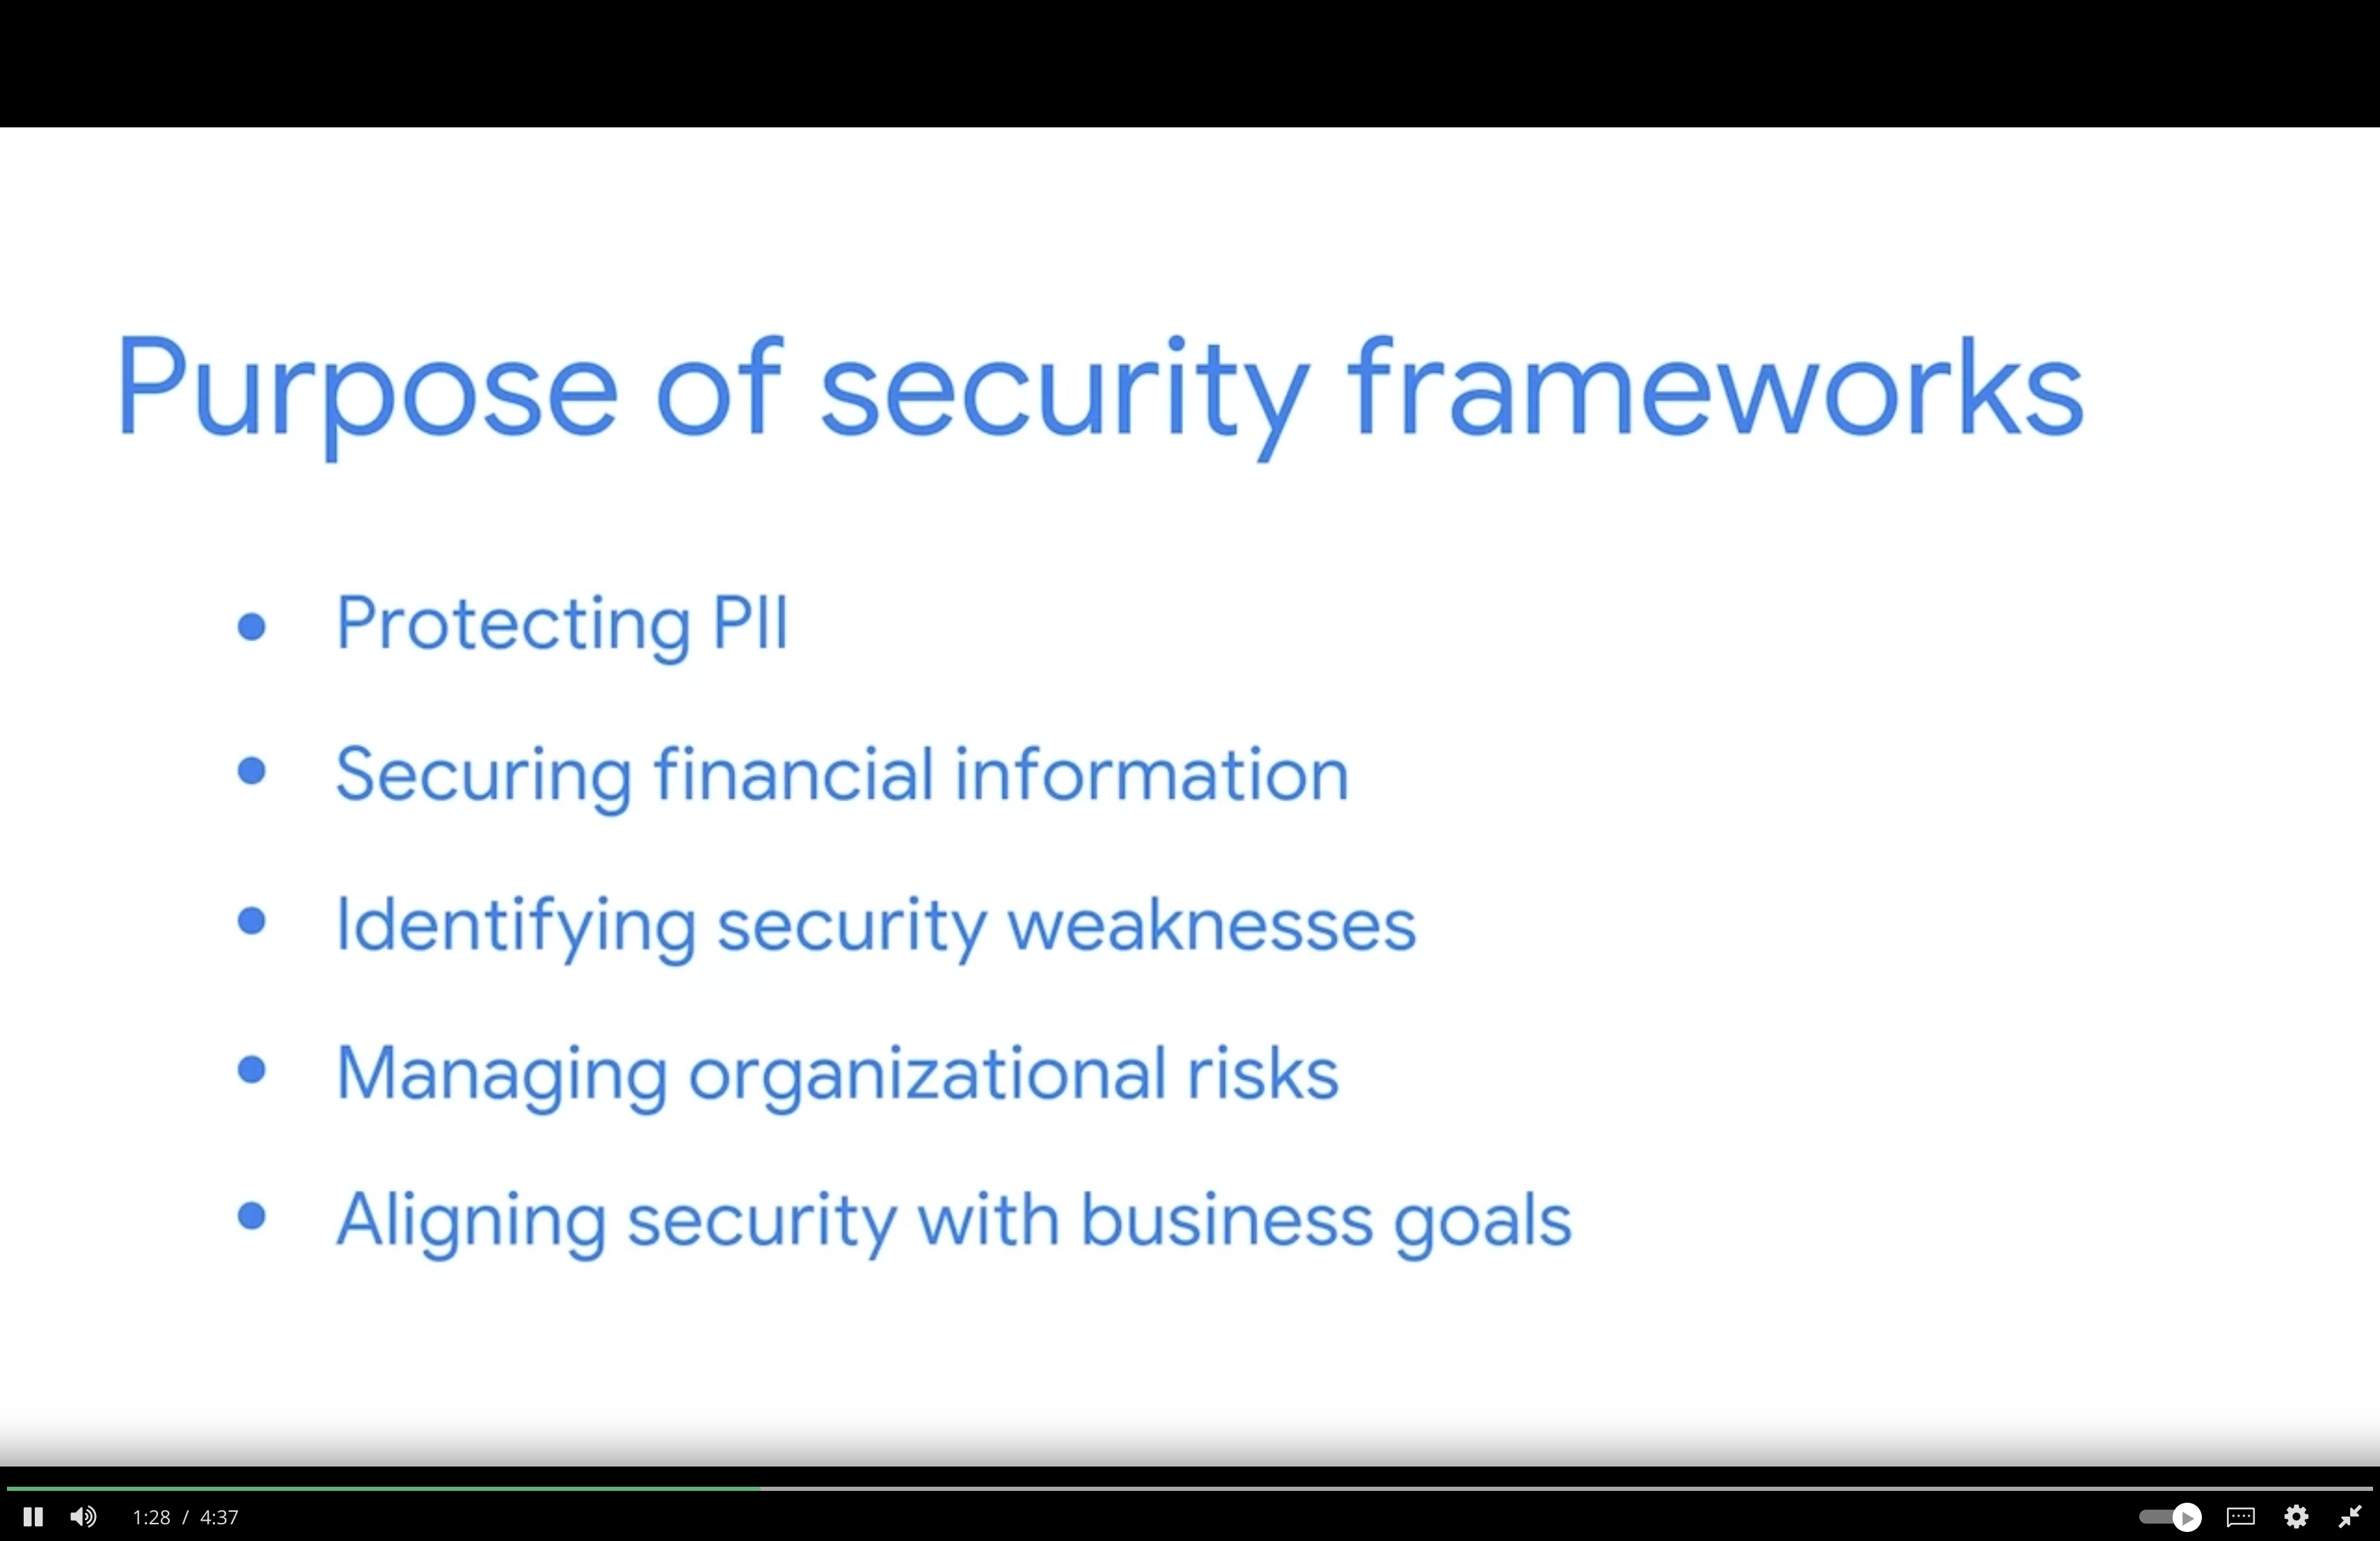 Purpose of security frameworks
• Protecting PII
• Securing financial information
• Identifying security weaknesses
• Managing organizational risks
• Aligning security with business goals
1:28 / 4:37